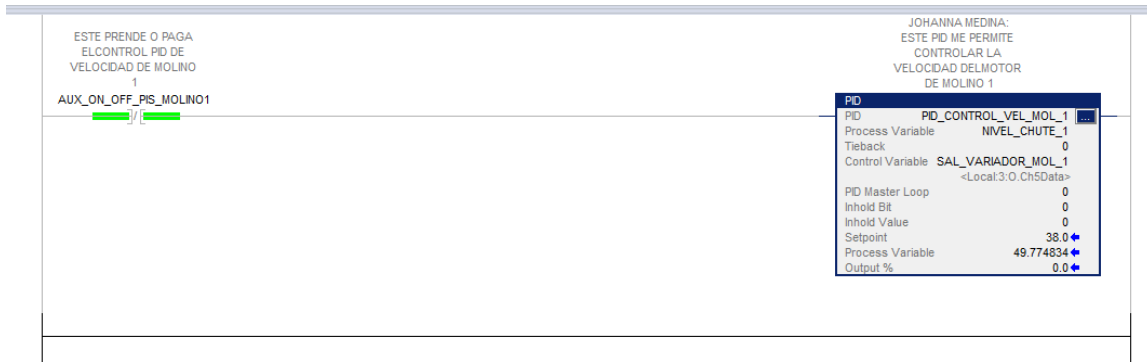 ESTE PRENDE O PAGA
ELCONTROL PID DE
VELOCIDAD DE MOLINO
1
AUX_ON_OFF_PIS_MOLINO1
JOHANNA MEDINA:
ESTE PID ME PERMITE
CONTROLAR LA
VELOCIDAD DELMOTOR
DE MOLINO 1
PID
PID PID_CONTROL_VEL_MOL_1 ...
Process Variable NIVEL_CHUTE_1
Tieback 0
Control Variable SAL_VARIADOR_MOL_1
<Local:3:O.Ch5Data>
PID Master Loop 0
Inhold Bit 0
Inhold Value 0
Setpoint 38.0
Process Variable 49.774834
Output % 0.0